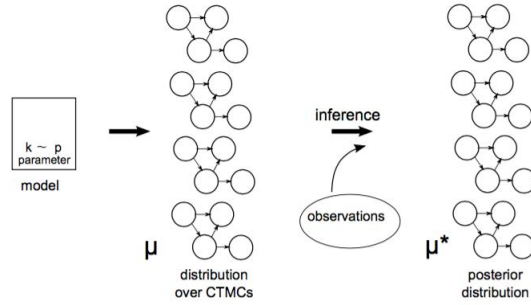 k ~ p
parameter
model
μ
distribution
over CTMCs
inference
observations
μ*
posterior
distribution